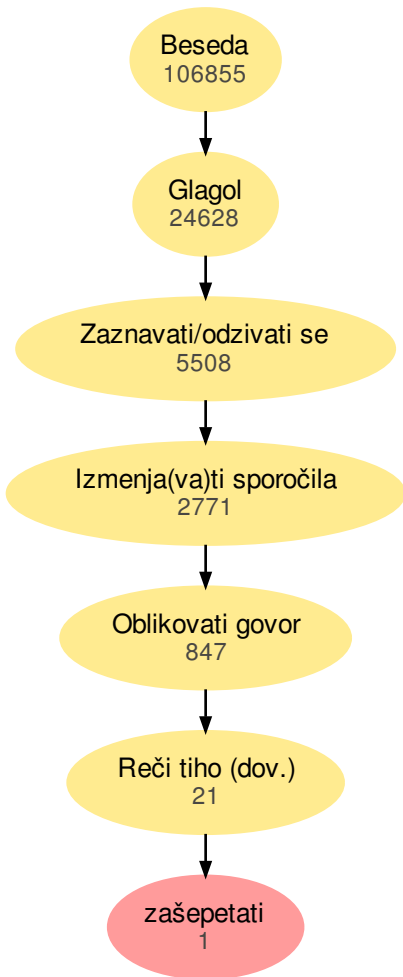 Beseda
106855
Glagol
24628
Zaznavati/odzivati se
5508
Izmenja(va)ti sporočila
2771
Oblikovati govor
847
Reči tiho (dov.)
21
zašepetati
1